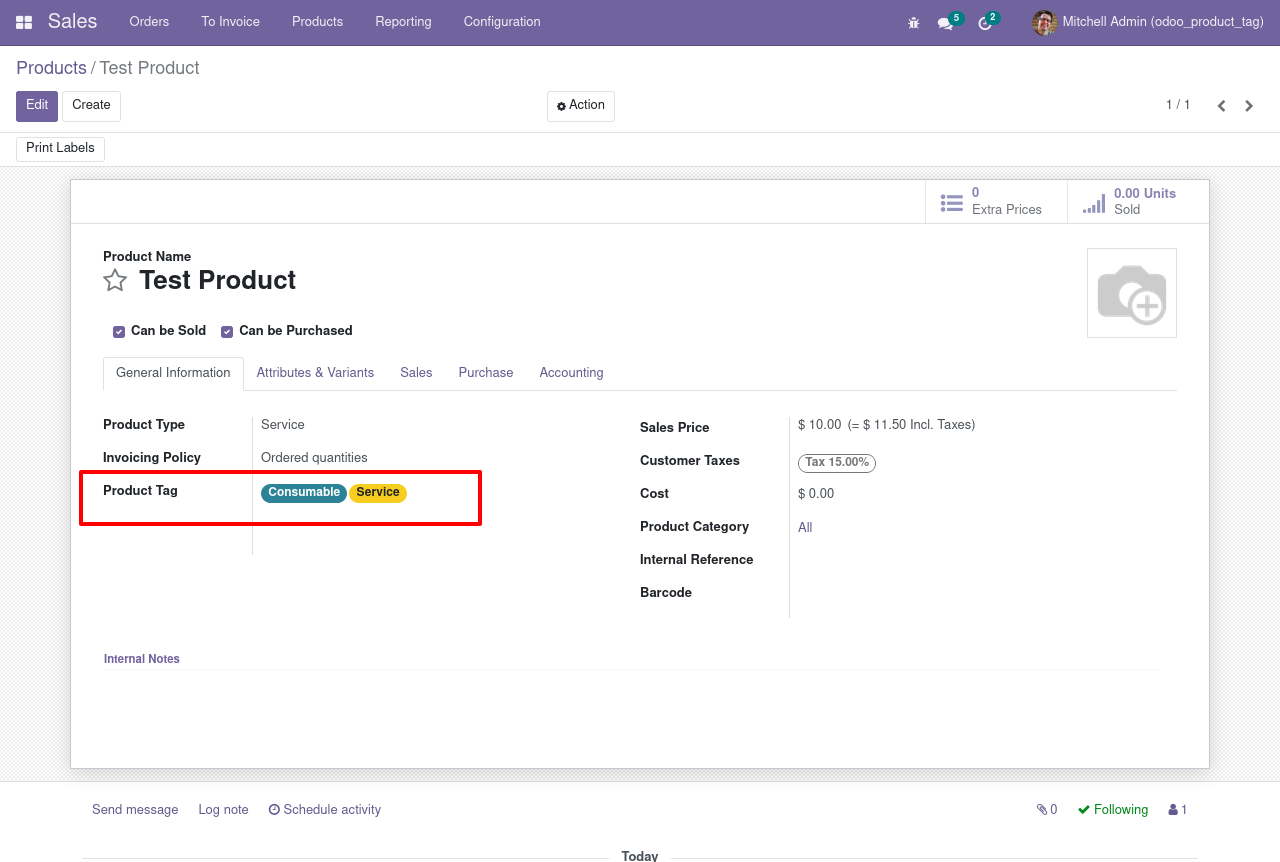 Sales Orders To Invoice Products Reporting Configuration 5 2 Mitchell Admin (odoo_product_tag)
Products / Test Product
Edit Create Action 1 / 1
Print Labels
0 Extra Prices
0.00 Units Sold
Product Name
Test Product
Can be Sold Can be Purchased
General Information Attributes & Variants Sales Purchase Accounting
Product Type Service
Invoicing Policy Ordered quantities
Product Tag Consumable Service
Sales Price $ 10.00 (= $ 11.50 Incl. Taxes)
Customer Taxes Tax 15.00%
Cost $ 0.00
Product Category All
Internal Reference
Barcode
Internal Notes
Send message Log note Schedule activity 0 Following 1
Today